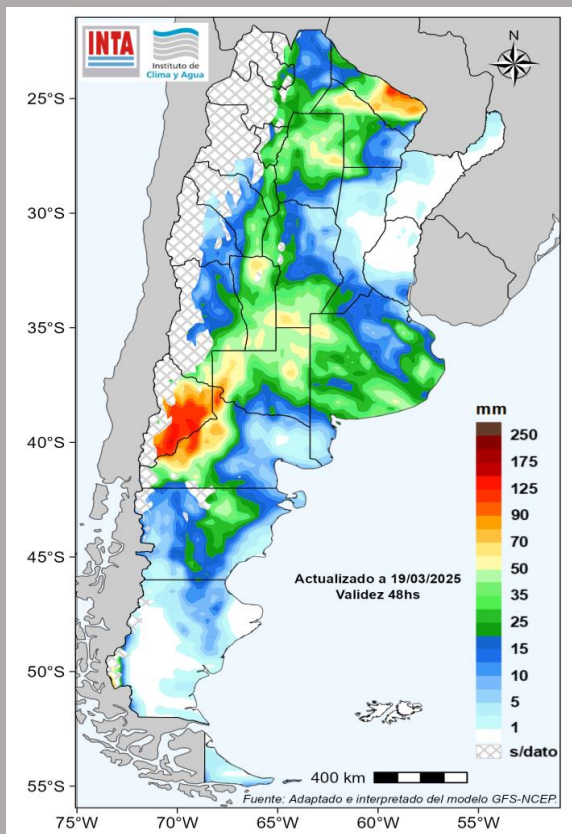 INTA
Instituto de
Clima y Agua
N
25°S
30°S
35°S
40°S
45°S
50°S
55°S
mm
250
175
125
90
70
50
35
25
15
10
5
1
s/dato
Actualizado a 19/03/2025
Validez 48hs
400 km
Fuente: Adaptado e interpretado del modelo GFS-NCEP.
75°W
70°W
65°W
60°W
55°W